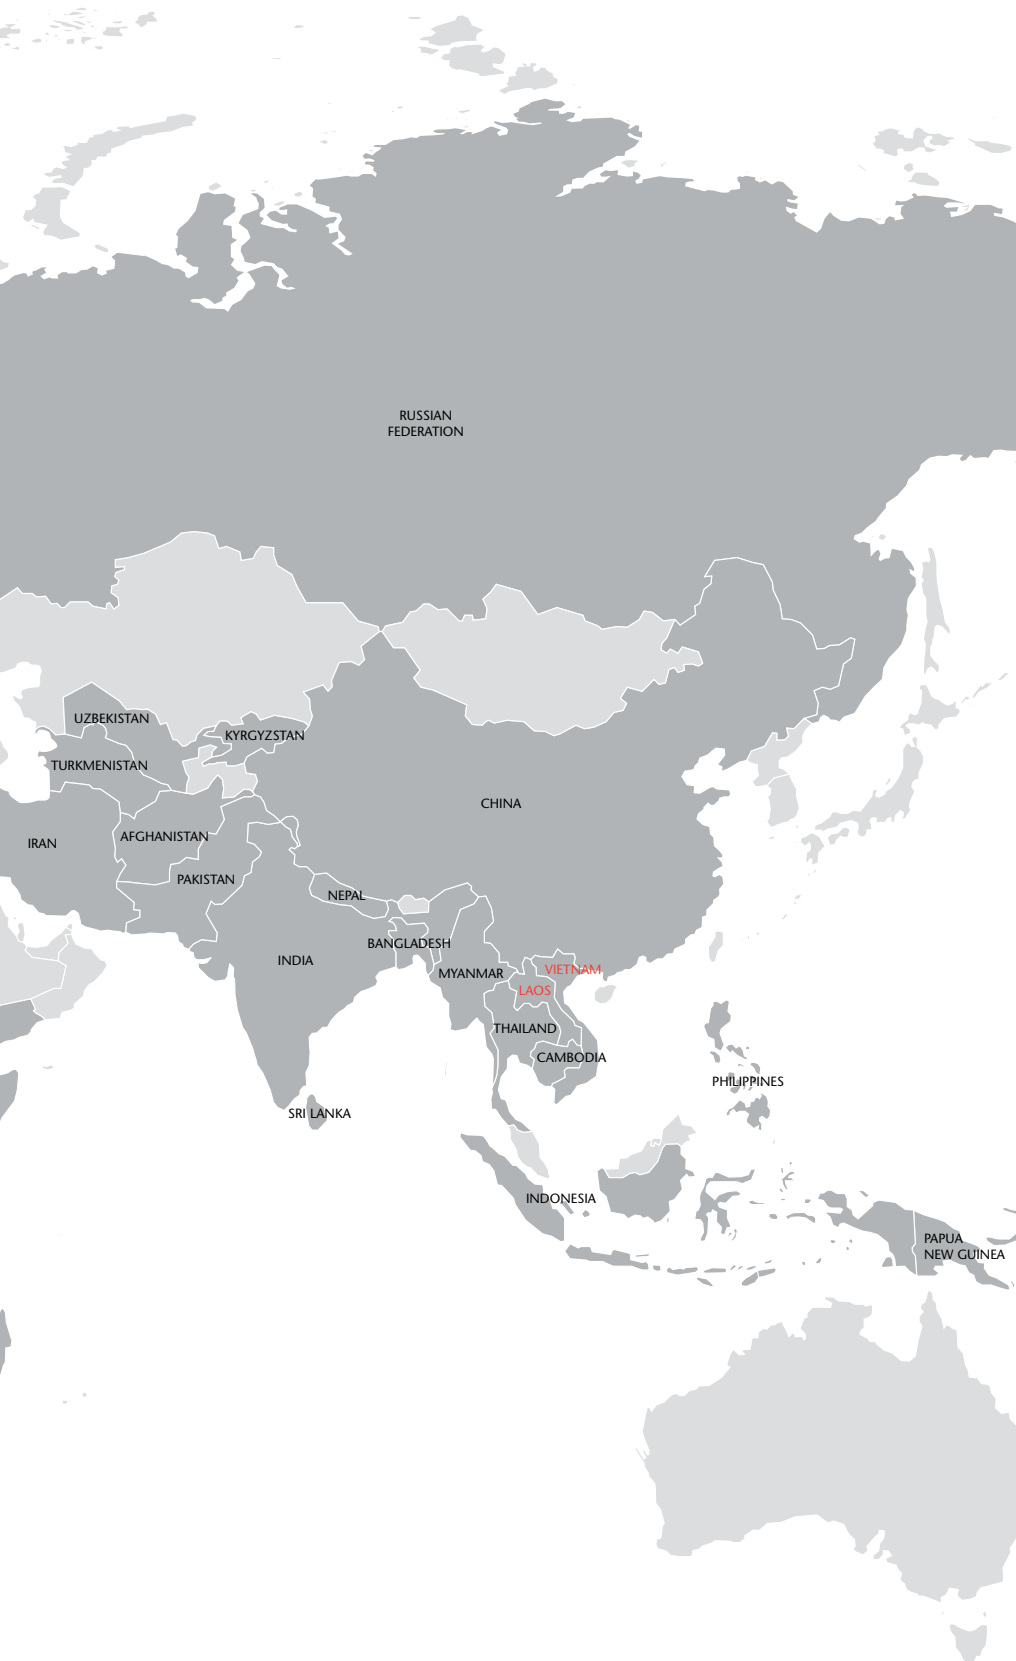 RUSSIAN
FEDERATION
UZBEKISTAN
KYRGYZSTAN
TURKMENISTAN
CHINA
AFGHANISTAN
IRAN
PAKISTAN
NEPAL
BANGLADESH
INDIA
VIETNAM
MYANMAR
LAOS
THAILAND
CAMBODIA
PHILIPPINES
SRI LANKA
INDONESIA
PAPUA
NEW GUINEA